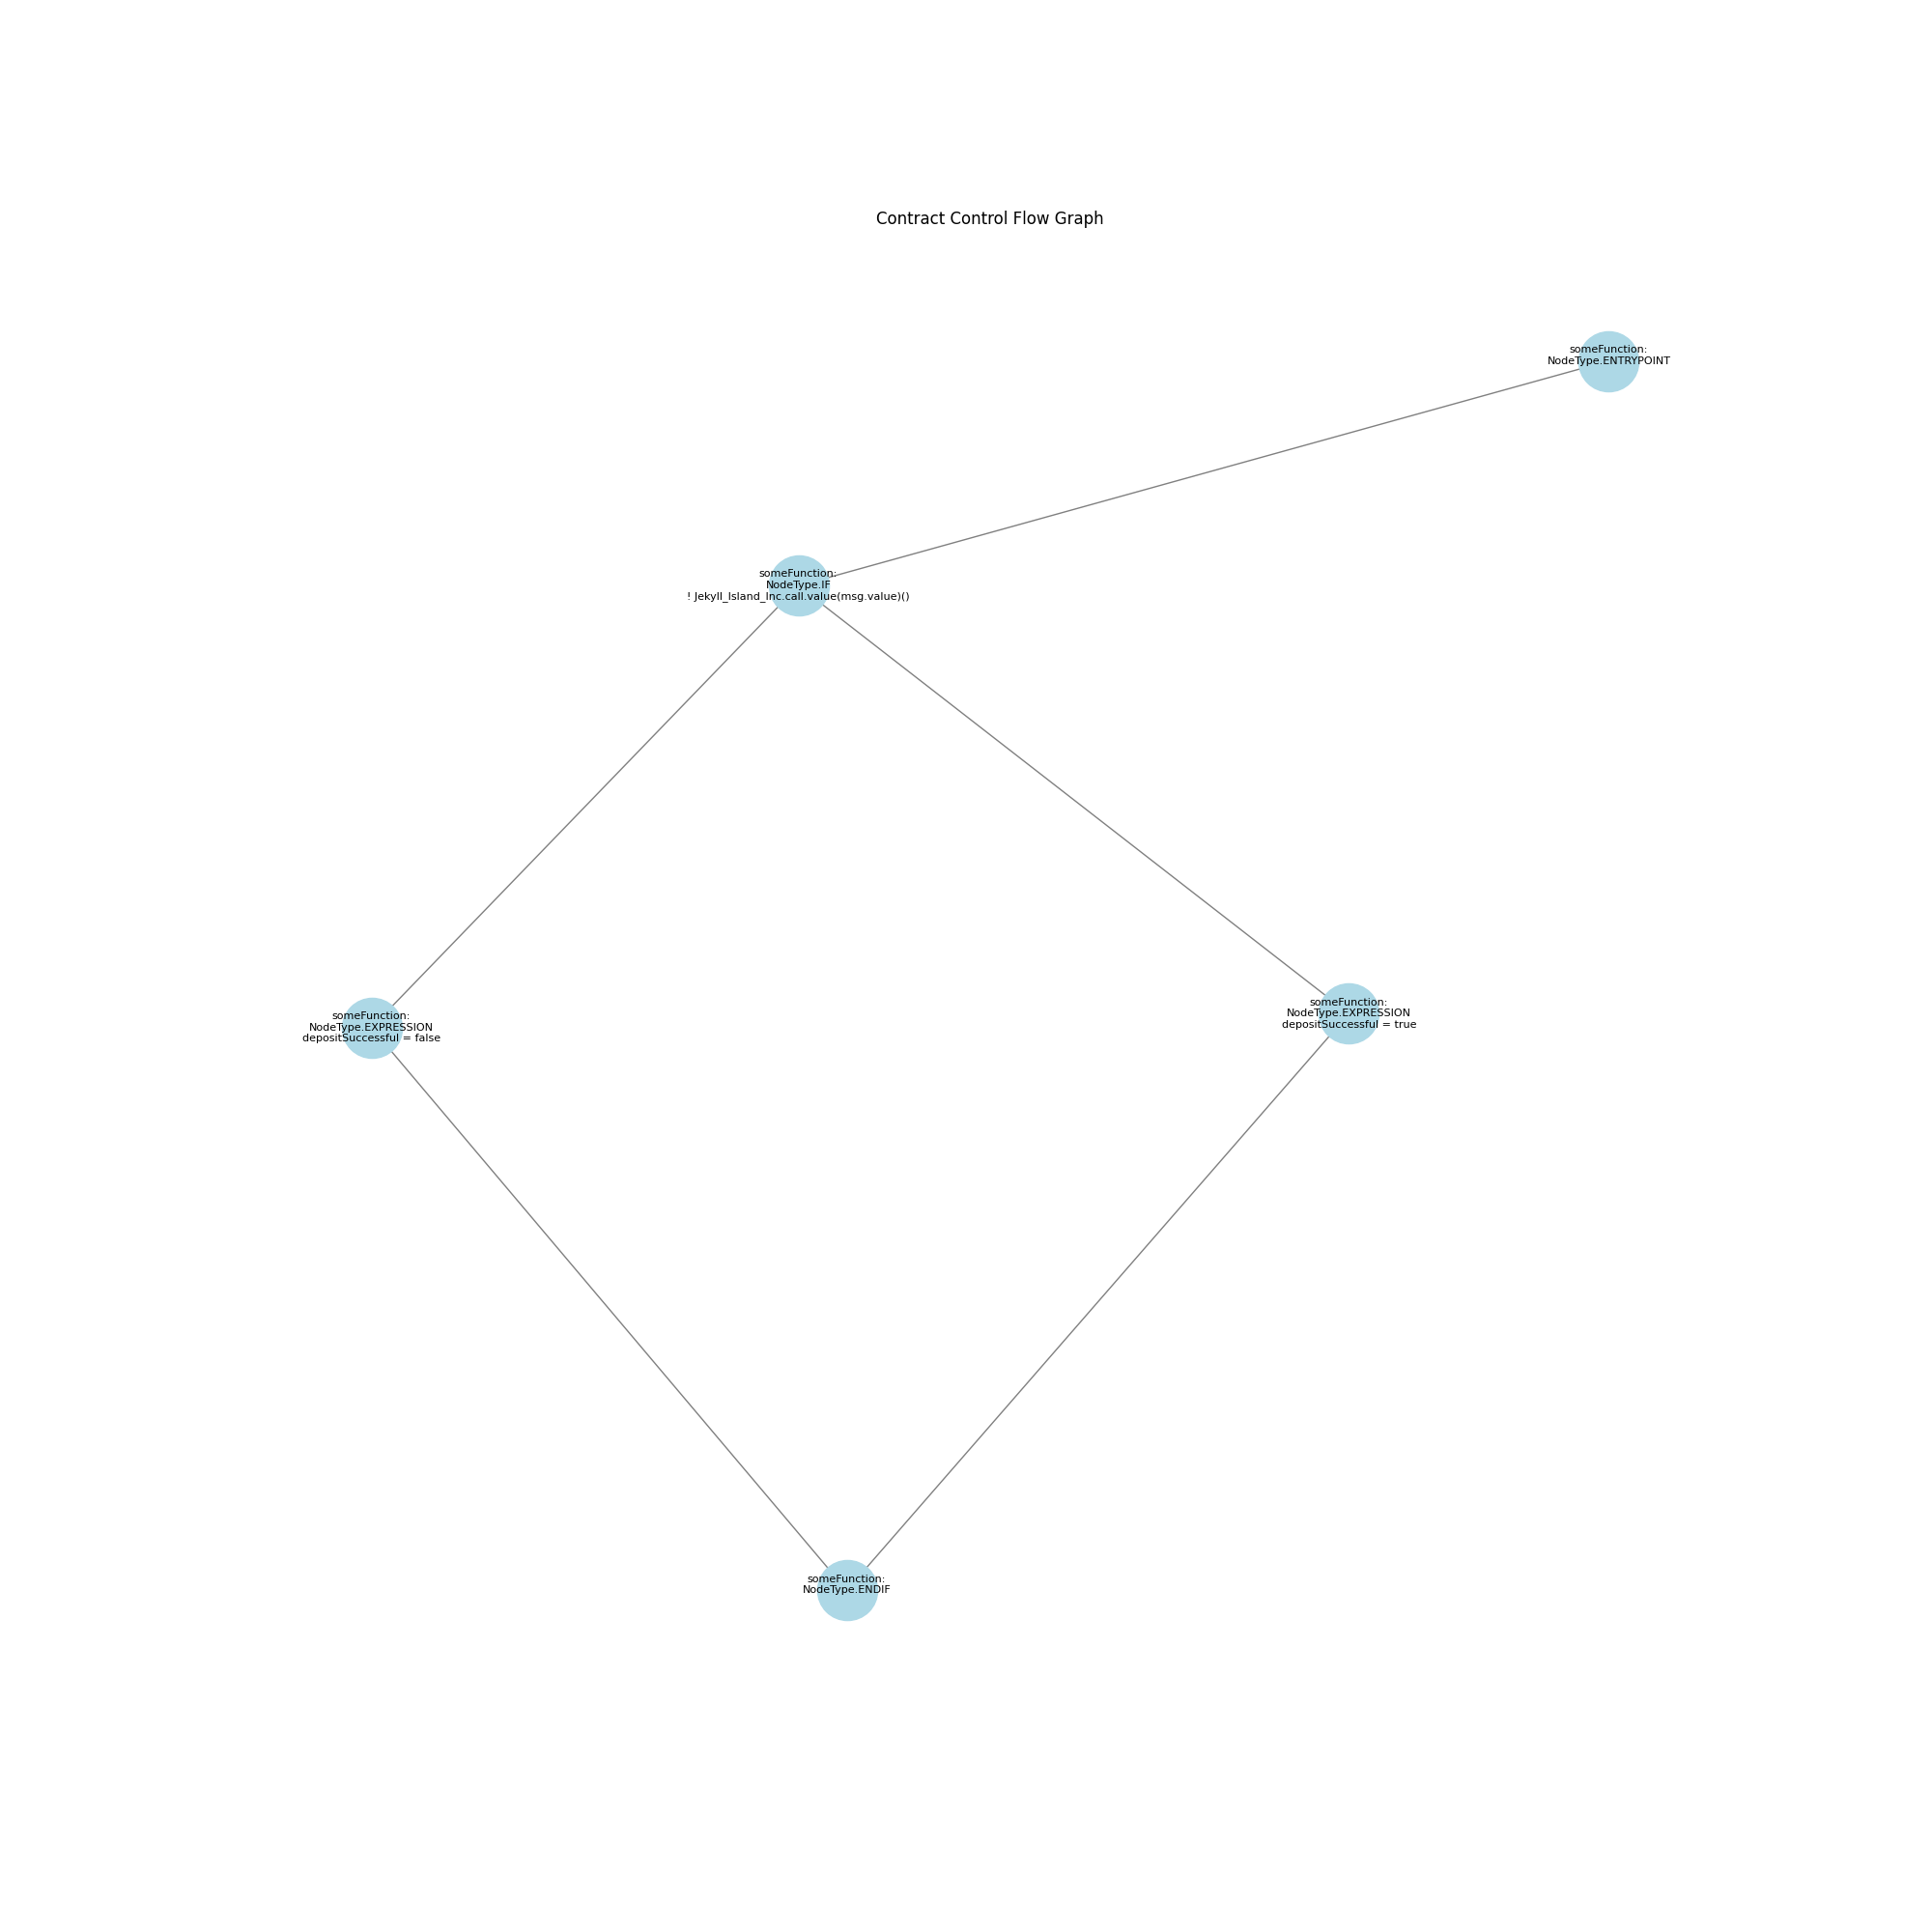 Contract Control Flow Graph
someFunction:
NodeType.ENTRYPOINT
someFunction:
NodeType.IF
! Jekyll_Island_Inc.call.value(msg.value)()
someFunction:
NodeType.EXPRESSION
depositSuccessful = false
someFunction:
NodeType.EXPRESSION
depositSuccessful = true
someFunction:
NodeType.ENDIF